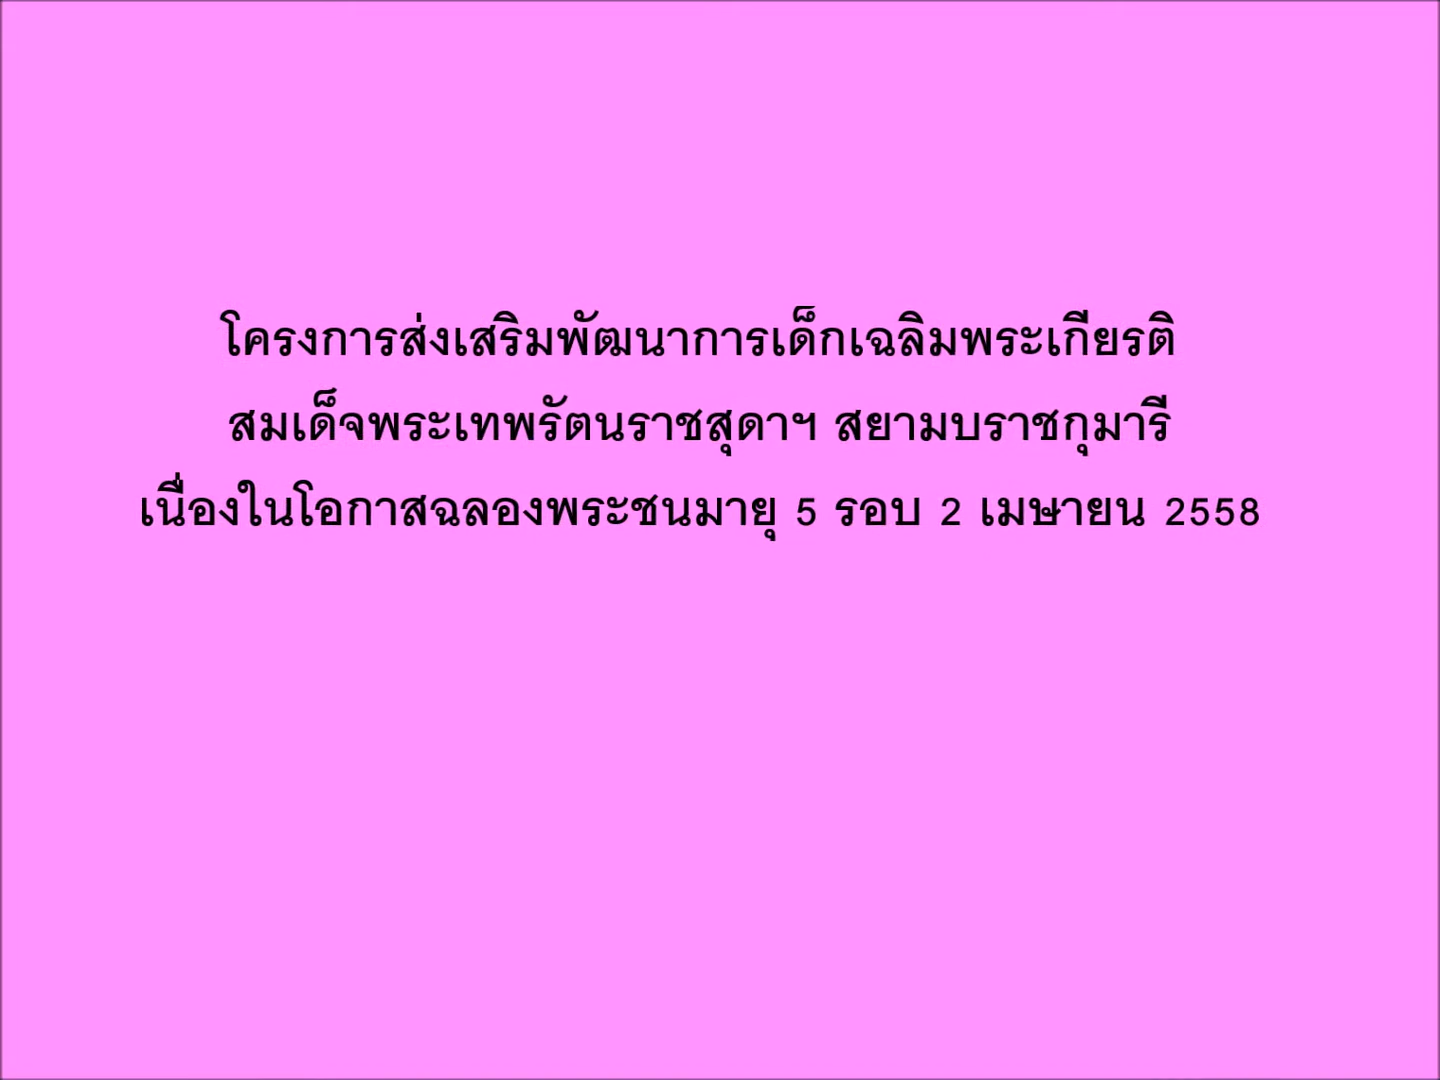 โครงการส่งเสริมพัฒนาการเด็กเฉลิมพระเกียรติ
สมเด็จพระเทพรัตนราชสุดาฯ สยามบราชกุมารี
เนื่องในโอกาสฉลองพระชนมายุ 5 รอบ 2 เมษายน 2558